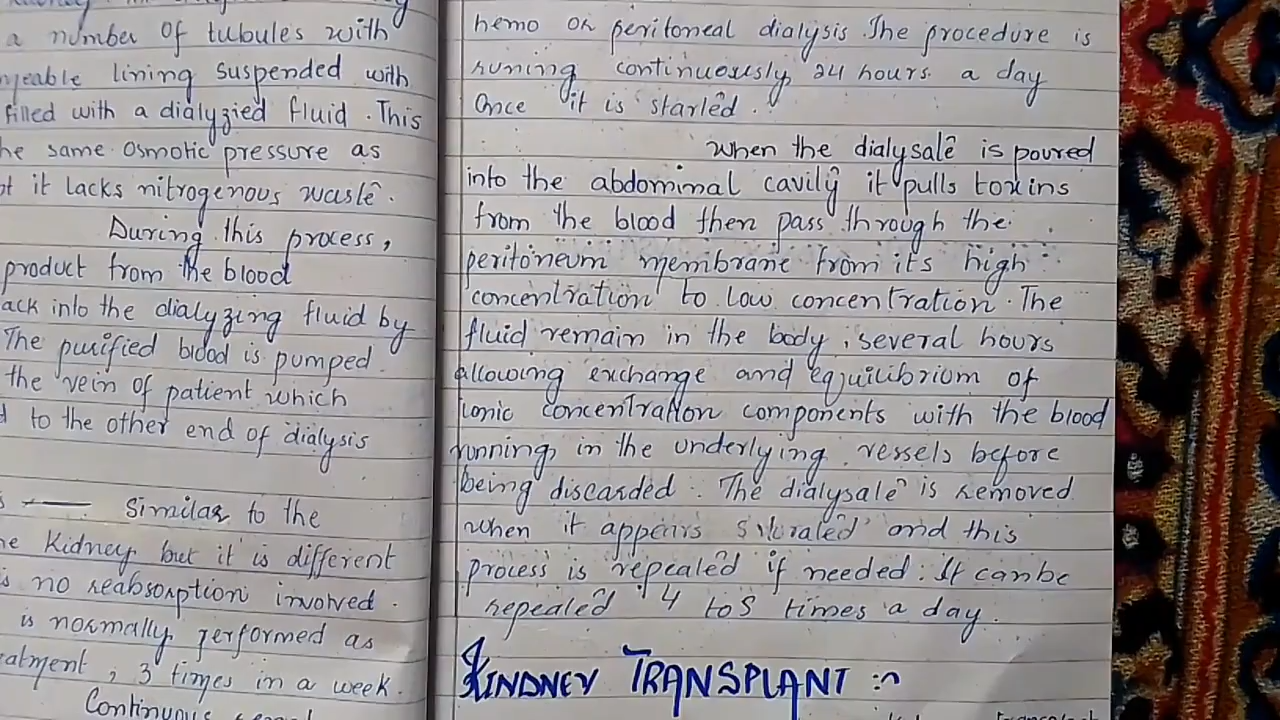 a number of tubules with
meable lining suspended with
filled with a dialyzied fluid. This
he same osmotic pressure as
it lacks nitrogenous waste.
During this process,
product from the blood
ack into the dialyzing fluid by
The purified blood is pumped
the vein of patient which
d to the other end of dialysis
Similar to the
he Kidney but it is different
is no reabsorption involved.
is normally performed as
eatment, 3 times in a week.
Continuous
hemo or peritoneal dialysis. The procedure is
runing continuously, 24 hours a day
Once it is started.
When the dialysate is poured
into the abdominal cavity it pulls toxins
from the blood then pass through the
peritoneum membrane from its high
concentration to low concentration. The
fluid remain in the body, several hours
allowing exchange and eqjuilibrium of
ionic concentration components with the blood
running, in the underlying vessels before
being discarded. The dialysate is removed
when it appears and this
process is repeated if needed. It canbe
repeated 4 to5 times a day.
KINDNEY TRANSPLANT :~